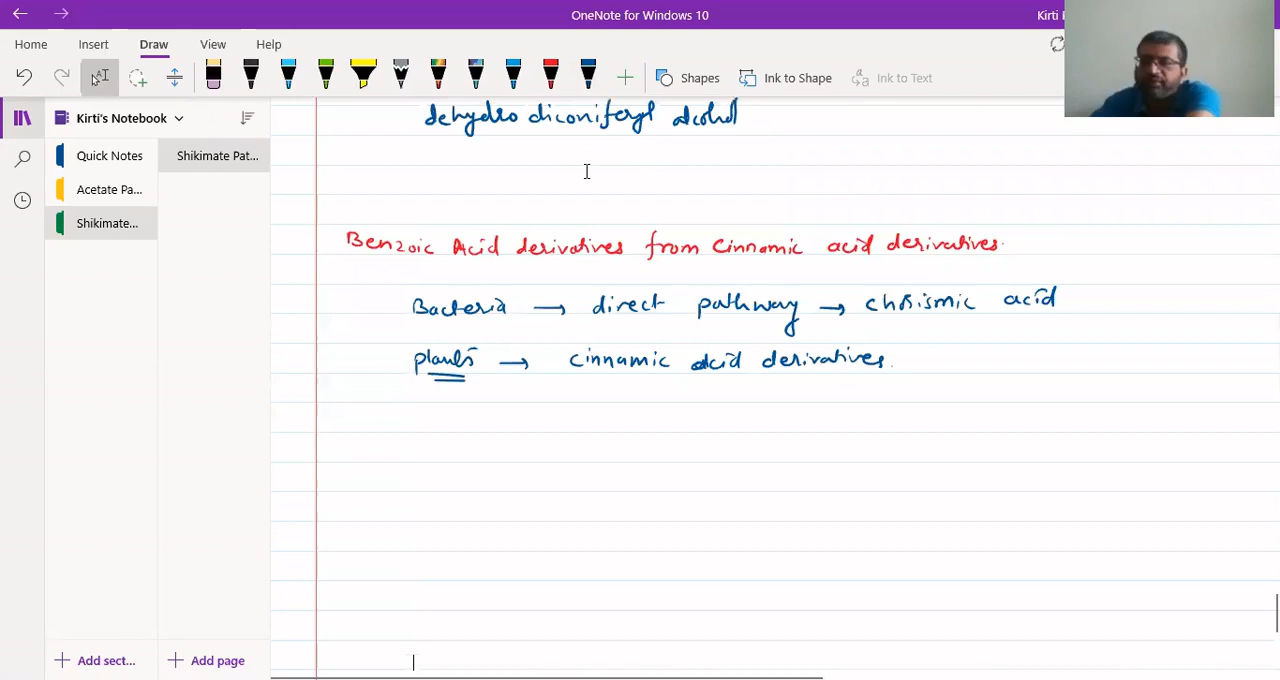 OneNote for Windows 10
Kirti
Home Insert Draw View Help
Shapes Ink to Shape Ink to Text
Kirti's Notebook
Quick Notes
Acetate Pa...
Shikimate...
Shikimate Pat...
dehydro diconiferyl alcohol
Benzoic Acid derivatives from Cinnamic acid derivatives.
Bacteria → direct pathway → chorismic acid
plants → cinnamic acid derivatives.
Add sect...
Add page